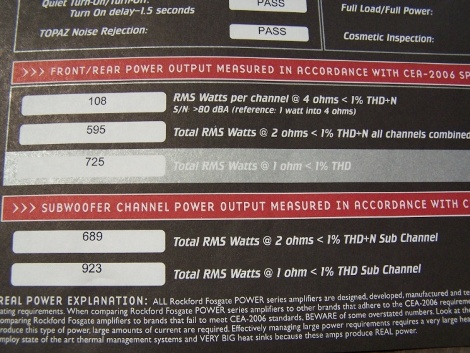 Quiet Turn-On/Turn-Off:
Turn On delay~1.5 seconds
PASS
Full Load/Full Power:
TOPAZ Noise Rejection:
PASS
Cosmetic Inspection:
>>> FRONT/REAR POWER OUTPUT MEASURED IN ACCORDANCE WITH CEA-2006 SP
108
RMS Watts per channel @ 4 ohms < 1% THD+N
S/N- >80 dBA (reference: 1 watt into 4 ohms)
595
Total RMS Watts @ 2 ohms < 1% THD+N all channels combined
725
Total RMS Watts @ 1 ohm < 1% THD
>>> SUBWOOFER CHANNEL POWER OUTPUT MEASURED IN ACCORDANCE WITH C
689
Total RMS Watts @ 2 ohms < 1% THD+N Sub Channel
923
Total RMS Watts @ 1 ohm < 1% THD Sub Channel
REAL POWER EXPLANATION: ALL Rockford Fosgate POWER series amplifiers are designed, developed, manufactured and te
ating requirements. When comparing Rockford Fosgate POWER series amplifiers to other brands that adhere to the CEA-2006 requireme
omparing Rockford Fosgate amplifiers to brands that fail to meet CEA-2006 standards, BEWARE of some overstated numbers. Look at the
roduce this type of power, large amounts of current are required. Effectively managing large power requirements requires a very large he
mploy state of the art thermal management systems and VERY BIG heat sinks because these amps produce REAL power.